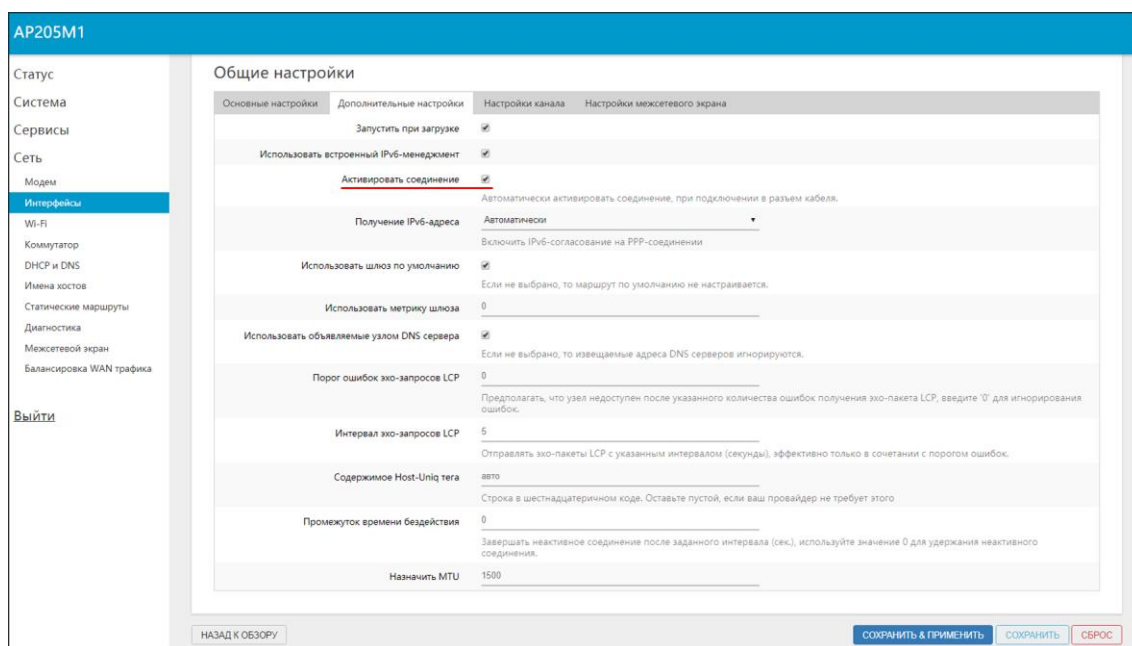 AP205M1
Статус
Система
Сервисы
Сеть
Модем
Интерфейсы
Wi-Fi
Коммутатор
DHCP и DNS
Имена хостов
Статические маршруты
Диагностика
Межсетевой экран
Балансировка WAN трафика
Выйти
Общие настройки
Основные настройки Дополнительные настройки Настройки канала Настройки межсетевого экрана
Запустить при загрузке
Использовать встроенный IPv6-менеджмент
Активировать соединение
Автоматически активировать соединение, при подключении в разъем кабеля.
Получение IPv6-адреса Автоматически
Включить IPv6-согласование на PPP-соединении
Использовать шлюз по умолчанию
Если не выбрано, то маршрут по умолчанию не настраивается.
Использовать метрику шлюза 0
Использовать объявляемые узлом DNS сервера
Если не выбрано, то извещаемые адреса DNS серверов игнорируются.
Порог ошибок эхо-запросов LCP 0
Предполагать, что узел недоступен после указанного количества ошибок получения эхо-пакета LCP, введите '0' для игнорирования
ошибок.
Интервал эхо-запросов LCP 5
Отправлять эхо-пакеты LCP с указанным интервалом (секунды), эффективно только в сочетании с порогом ошибок.
Содержимое Host-Uniq тега авто
Строка в шестнадцатеричном коде. Оставьте пустой, если ваш провайдер не требует этого
Промежуток времени бездействия 0
Завершать неактивное соединение после заданного интервала (сек.), используйте значение 0 для удержания неактивного
соединения.
Назначить MTU 1500
НАЗАД К ОБЗОРУ СОХРАНИТЬ & ПРИМЕНИТЬ СОХРАНИТЬ СБРОС